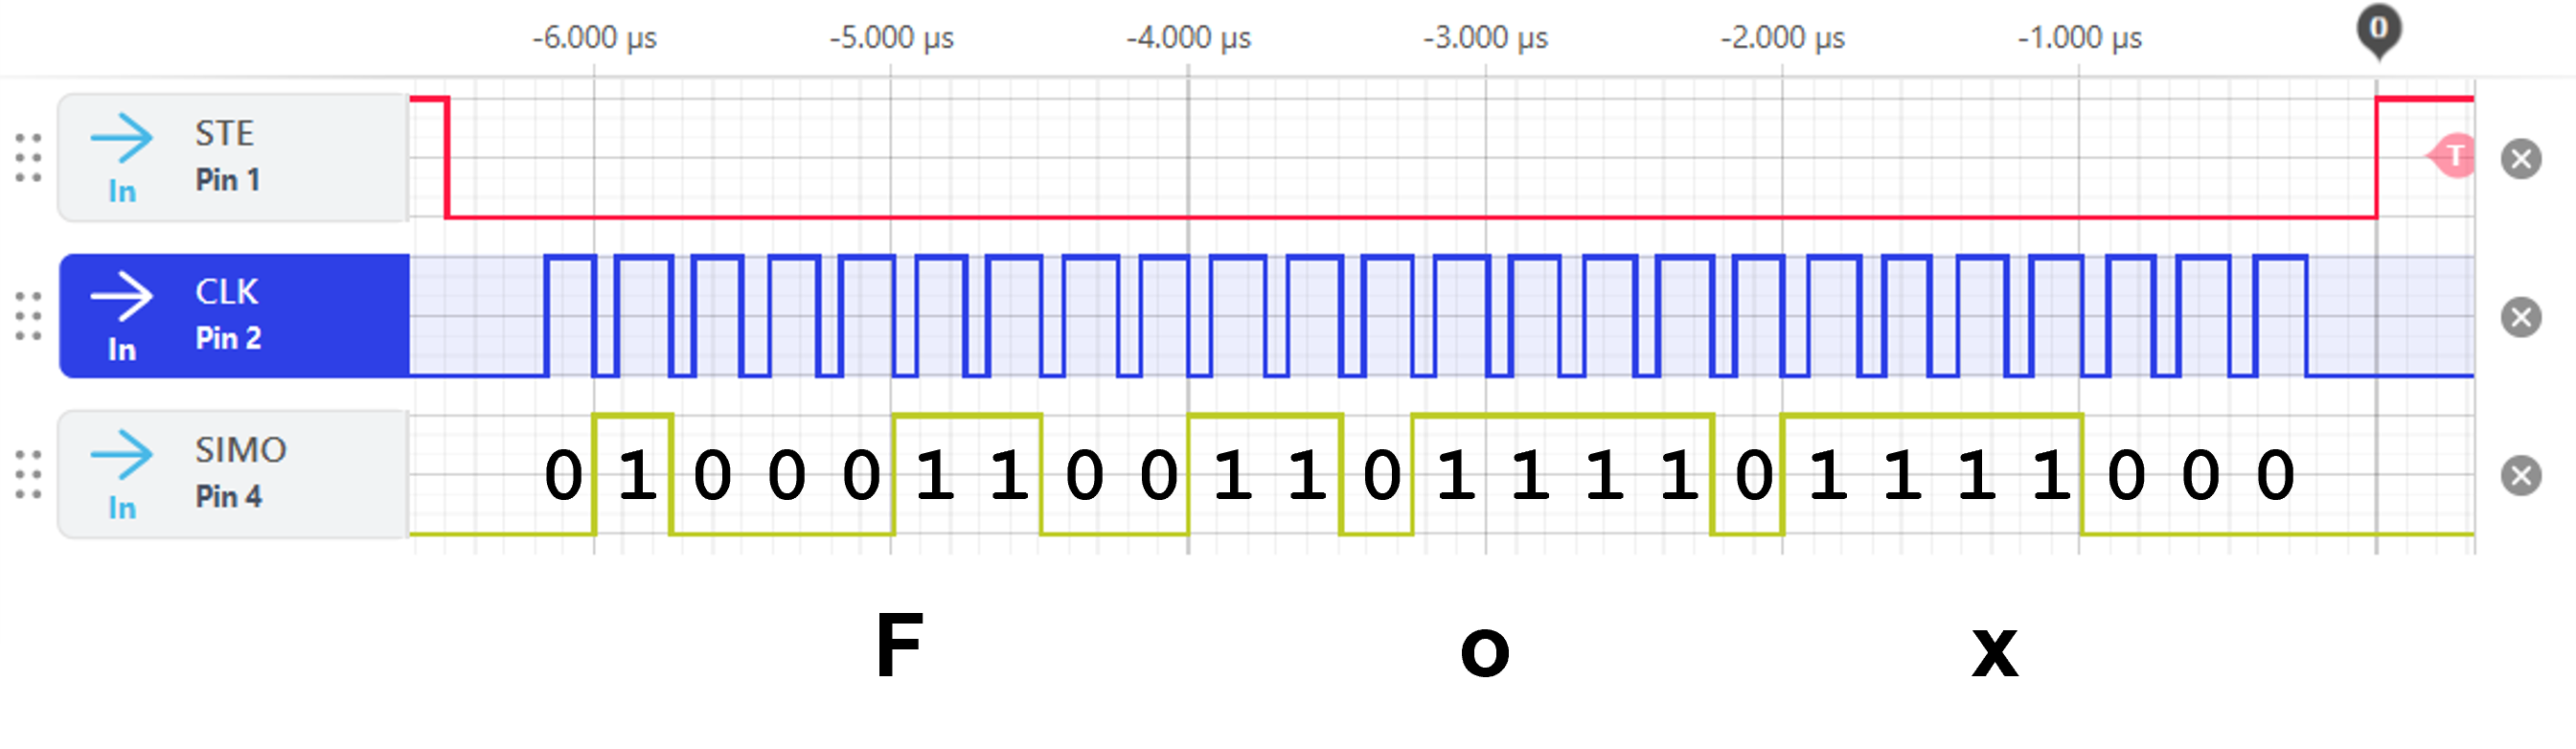 -6.000 µs -5.000 µs -4.000 µs -3.000 µs -2.000 µs -1.000 µs 0
STE
Pin 1
In
T
CLK
Pin 2
In
SIMO
Pin 4
In
0 1 0 0 0 1 1 0 0 1 1 0 1 1 1 1 0 1 1 1 1 0 0 0
F o x